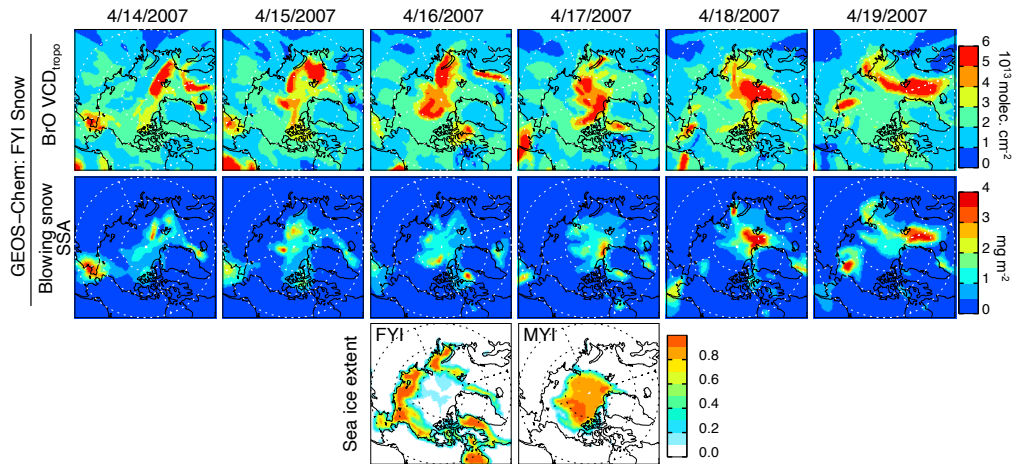 4/14/2007 4/15/2007 4/16/2007 4/17/2007 4/18/2007 4/19/2007
GEOS–Chem: FYI Snow
BrO VCD_tropo
6
5
4
3
2
1
0
10^13 molec. cm^-2
Blowing snow
SSA
4
3
2
1
0
mg m^-2
Sea ice extent
FYI
MYI
0.8
0.6
0.4
0.2
0.0